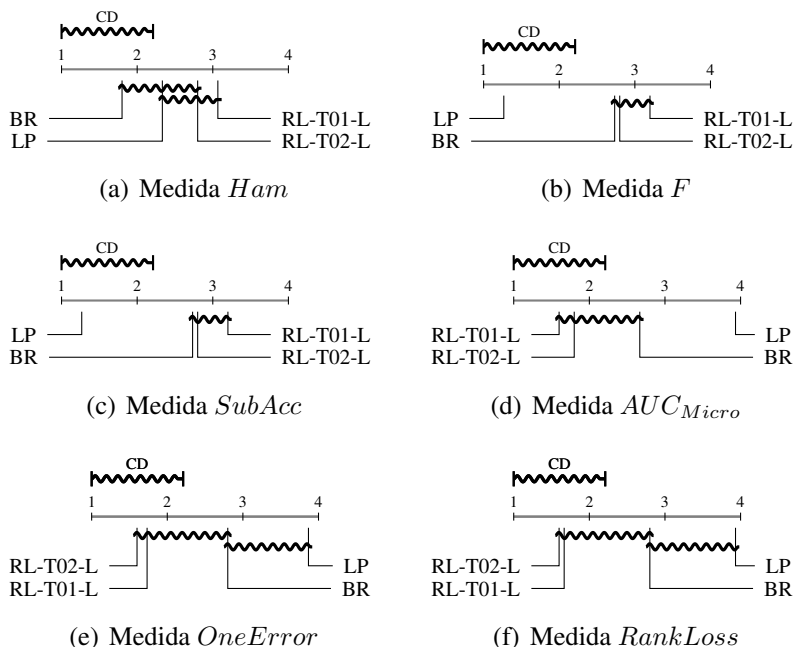 CD
1 2 3 4
BR RL-T01-L
LP RL-T02-L
(a) Medida Ham
CD
1 2 3 4
LP RL-T01-L
BR RL-T02-L
(b) Medida F
CD
1 2 3 4
LP RL-T01-L
BR RL-T02-L
(c) Medida SubAcc
CD
1 2 3 4
RL-T01-L LP
RL-T02-L BR
(d) Medida AUC_{Micro}
CD
1 2 3 4
RL-T02-L LP
RL-T01-L BR
(e) Medida OneError
CD
1 2 3 4
RL-T02-L LP
RL-T01-L BR
(f) Medida RankLoss